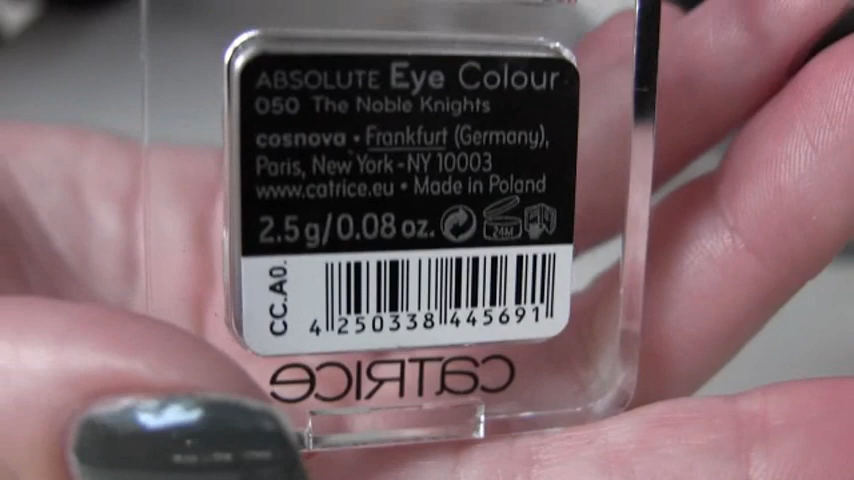 ABSOLUTE Eye Colour
050 The Noble Knights
cosnova • Frankfurt (Germany),
Paris, New York - NY 10003
www.catrice.eu • Made in Poland
2.5 g/0.08 oz.
24M
CC.A0.
4 250338 445691
CATRICE